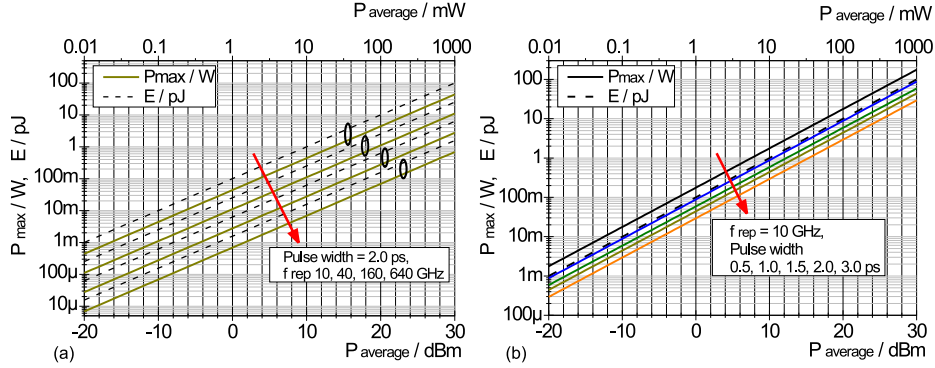 P average / mW
0.01 0.1 1 10 100 1000
100
10
1
100m
10m
1m
100µ
10µ
P max / W, E / pJ
Pmax / W
E / pJ
Pulse width = 2.0 ps,
f rep 10, 40, 160, 640 GHz
-20 -10 0 10 20 30
(a)
P average / dBm
P average / mW
0.01 0.1 1 10 100 1000
100
10
1
100m
10m
1m
100µ
P max / W, E / pJ
Pmax / W
E / pJ
f rep = 10 GHz,
Pulse width
0.5, 1.0, 1.5, 2.0, 3.0 ps
-20 -10 0 10 20 30
(b)
P average / dBm